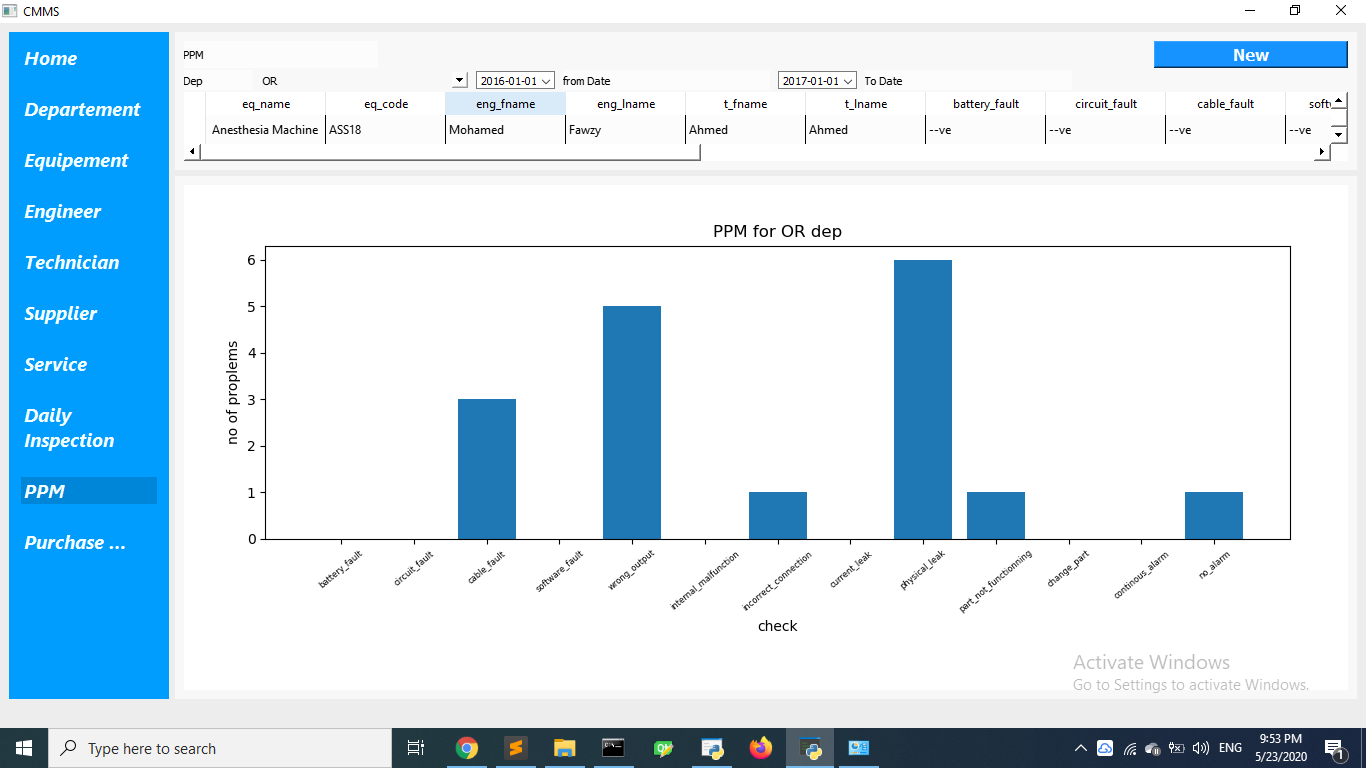 CMMS
Home
Departement
Equipement
Engineer
Technician
Supplier
Service
Daily
Inspection
PPM
Purchase ...
PPM
New
Dep OR 2016-01-01 from Date 2017-01-01 To Date
eq_name eq_code eng_fname eng_lname t_fname t_lname battery_fault circuit_fault cable_fault
Anesthesia Machine ASS18 Mohamed Fawzy Ahmed Ahmed --ve --ve --ve --ve
PPM for OR dep
no of proplems
6
5
4
3
2
1
0
battery_fault circuit_fault cable_fault software_fault wrong_output internal_malfunction incorrect_connection current_leak physical_leak part_not_functionning change_part continous_alarm no_alarm
check
Activate Windows
Go to Settings to activate Windows.
Type here to search
ENG
9:53 PM
5/23/2020
1